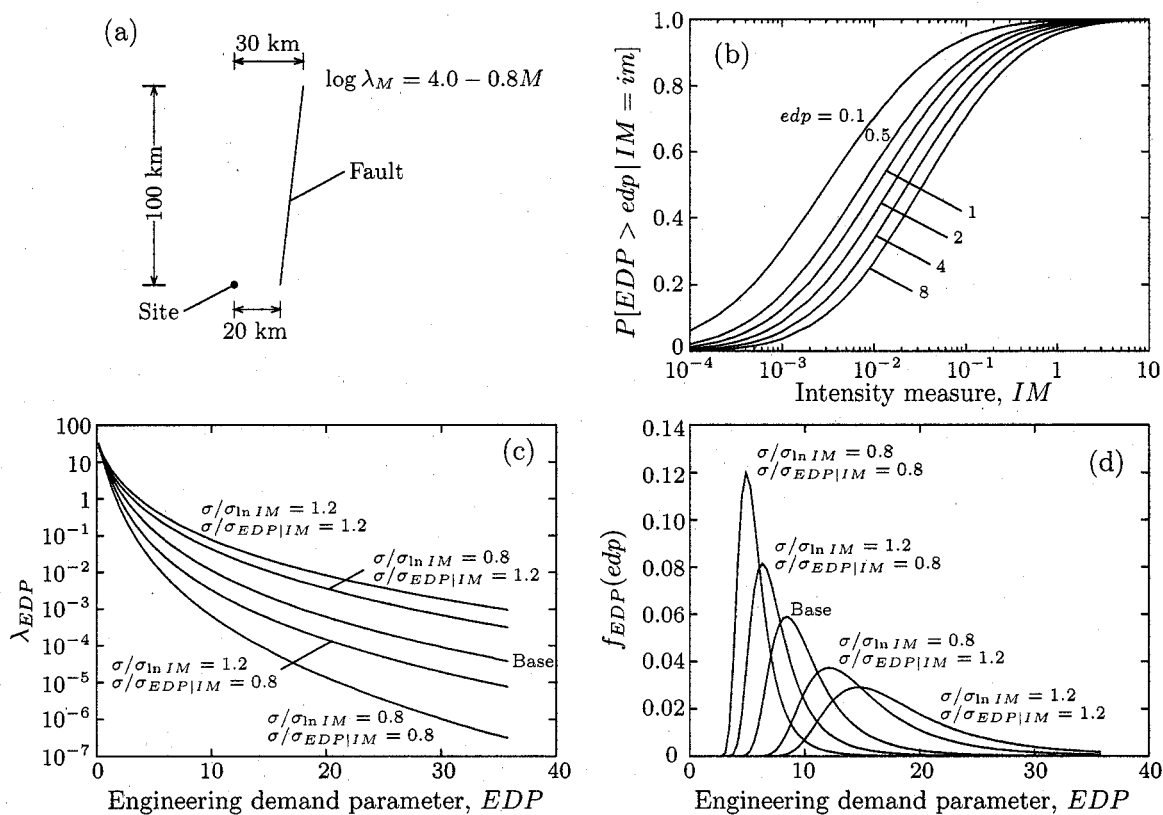 (a)
30 km
log λ_M = 4.0 − 0.8M
100 km
Fault
Site
20 km
(b)
P[EDP > edp | IM = im]
1.0
0.8
0.6
0.4
0.2
0
edp = 0.1
0.5
1
2
4
8
10^−4
10^−3
10^−2
10^−1
1
10
Intensity measure, IM
(c)
λ_EDP
100
10
1
10^−1
10^−2
10^−3
10^−4
10^−5
10^−6
10^−7
σ/σ_ln IM = 1.2
σ/σ_EDP|IM = 1.2
σ/σ_ln IM = 0.8
σ/σ_EDP|IM = 1.2
Base
σ/σ_ln IM = 1.2
σ/σ_EDP|IM = 0.8
σ/σ_ln IM = 0.8
σ/σ_EDP|IM = 0.8
0
10
20
30
40
Engineering demand parameter, EDP
(d)
f_EDP(edp)
0.14
0.12
0.10
0.08
0.06
0.04
0.02
0
σ/σ_ln IM = 0.8
σ/σ_EDP|IM = 0.8
σ/σ_ln IM = 1.2
σ/σ_EDP|IM = 0.8
Base
σ/σ_ln IM = 0.8
σ/σ_EDP|IM = 1.2
σ/σ_ln IM = 1.2
σ/σ_EDP|IM = 1.2
0
10
20
30
40
Engineering demand parameter, EDP